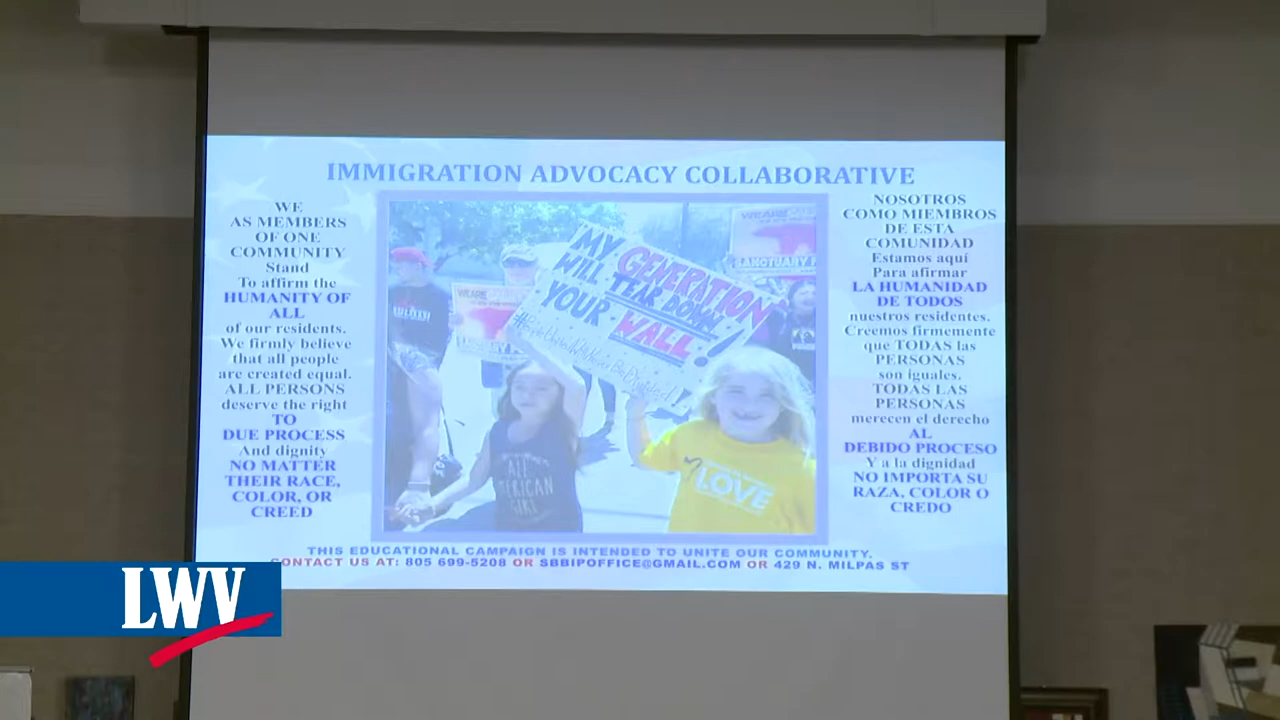 IMMIGRATION ADVOCACY COLLABORATIVE
WE
AS MEMBERS
OF ONE
COMMUNITY
Stand
To affirm the
HUMANITY OF
ALL
of our residents.
We firmly believe
that all people
are created equal.
ALL PERSONS
deserve the right
TO
DUE PROCESS
And dignity
NO MATTER
THEIR RACE,
COLOR, OR
CREED
MY GENERATION
WILL TEAR DOWN
YOUR WALL!
WE ARE
SANCTUARY
WE ARE
ALL
LOVE
NOSOTROS
COMO MIEMBROS
DE ESTA
COMUNIDAD
Estamos aquí
Para afirmar
LA HUMANIDAD
DE TODOS
nuestros residentes.
Creemos firmemente
que TODAS las
PERSONAS
son iguales.
TODAS LAS
PERSONAS
merecen el derecho
AL
DEBIDO PROCESO
Y a la dignidad
NO IMPORTA SU
RAZA, COLOR O
CREDO
THIS EDUCATIONAL CAMPAIGN IS INTENDED TO UNITE OUR COMMUNITY.
CONTACT US AT: 805 699-5208 OR SBBIPOFFICE@GMAIL.COM OR 429 N. MILPAS ST
LWV